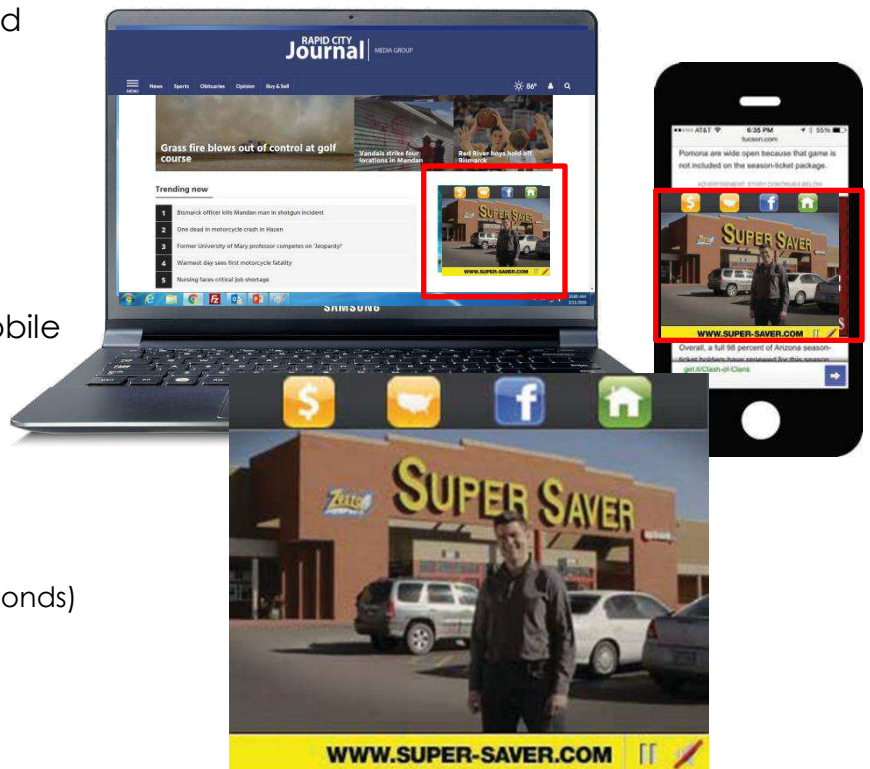 d
obile
onds)
RAPID CITY
Journal
MEDIA GROUP
MENU
News Sports Obituaries Opinion Buy & Sell
86°
Grass fire blows out of control at golf
course
Vandals strike four
locations in Mandan
Red River boys hold off
Bismarck
Trending now
1 Bismarck officer kills Mandan man in shotgun incident
2 One dead in motorcycle crash in Hazen
3 Former University of Mary professor competes on 'Jeopardy!'
4 Warmest day sees first motorcycle fatality
5 Nursing faces critical job shortage
SUPER SAVER
WWW.SUPER-SAVER.COM
SAMSUNG
AT&T 6:35 PM 55%
tucson.com
Pomona are wide open because that game is
not included on the season-ticket package.
ADVERTISEMENT. STORY CONTINUES BELOW
$ f
SUPER SAVER
WWW.SUPER-SAVER.COM
Overall, a full 98 percent of Arizona season-
ticket holders have renewed for this season
get.it/Clash-of-Clans
$ f
Zesto
SUPER SAVER
WWW.SUPER-SAVER.COM